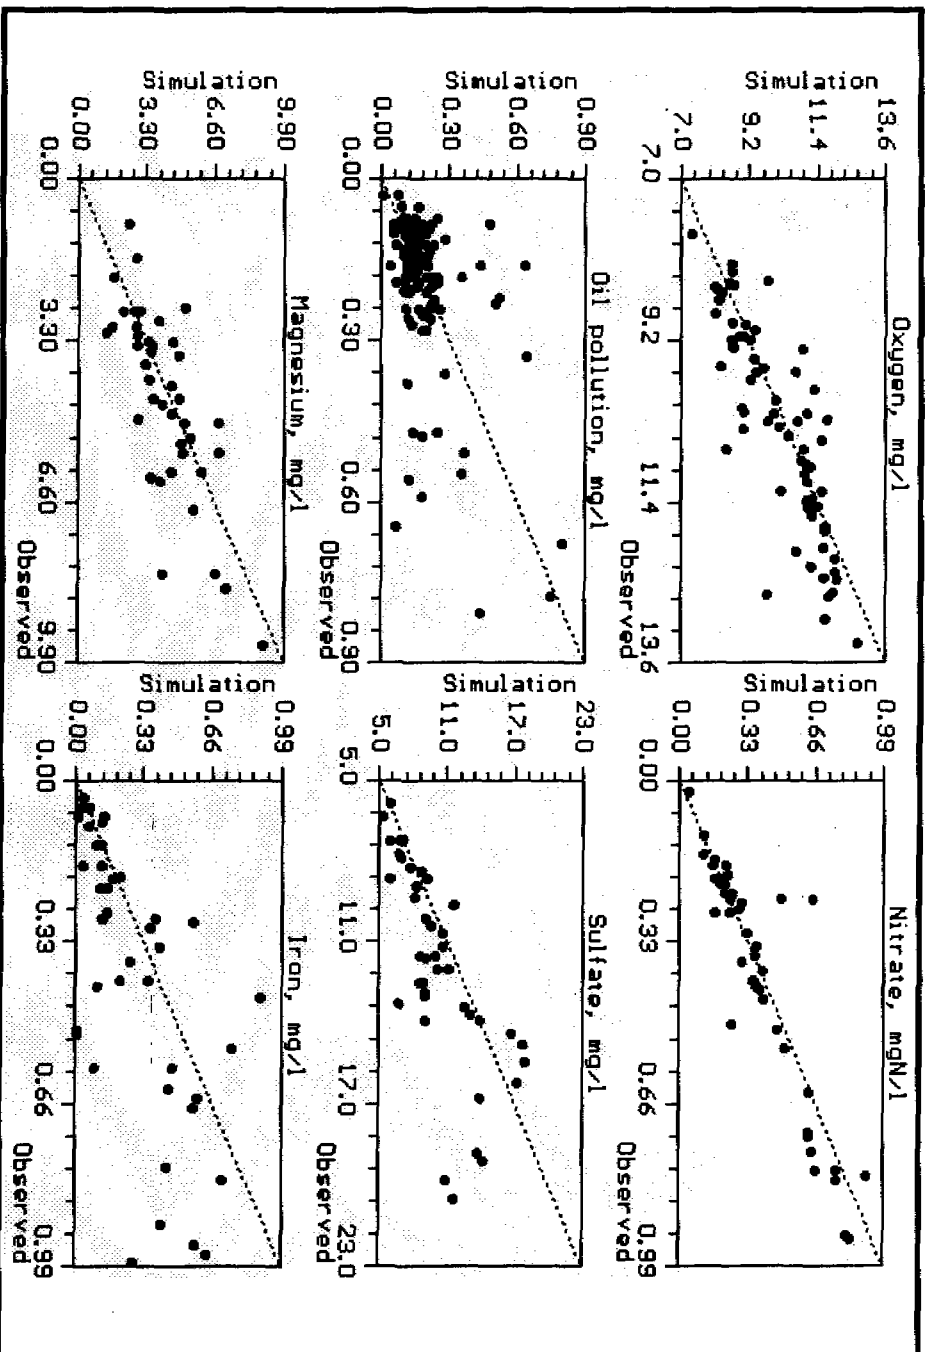 Oxygen, mg/l
Simulation
13.6
11.4
9.2
7.0
7.0 9.2 11.4 13.6
Observed
Nitrate, mgN/l
Simulation
0.99
0.66
0.33
0.00
0.00 0.33 0.66 0.99
Observed
Oil pollution, mg/l
Simulation
0.90
0.60
0.30
0.00
0.00 0.30 0.60 0.90
Observed
Sulfate, mg/l
Simulation
23.0
17.0
11.0
5.0
5.0 11.0 17.0 23.0
Observed
Magnesium, mg/l
Simulation
9.90
6.60
3.30
0.00
0.00 3.30 6.60 9.90
Observed
Iron, mg/l
Simulation
0.99
0.66
0.33
0.00
0.00 0.33 0.66 0.99
Observed